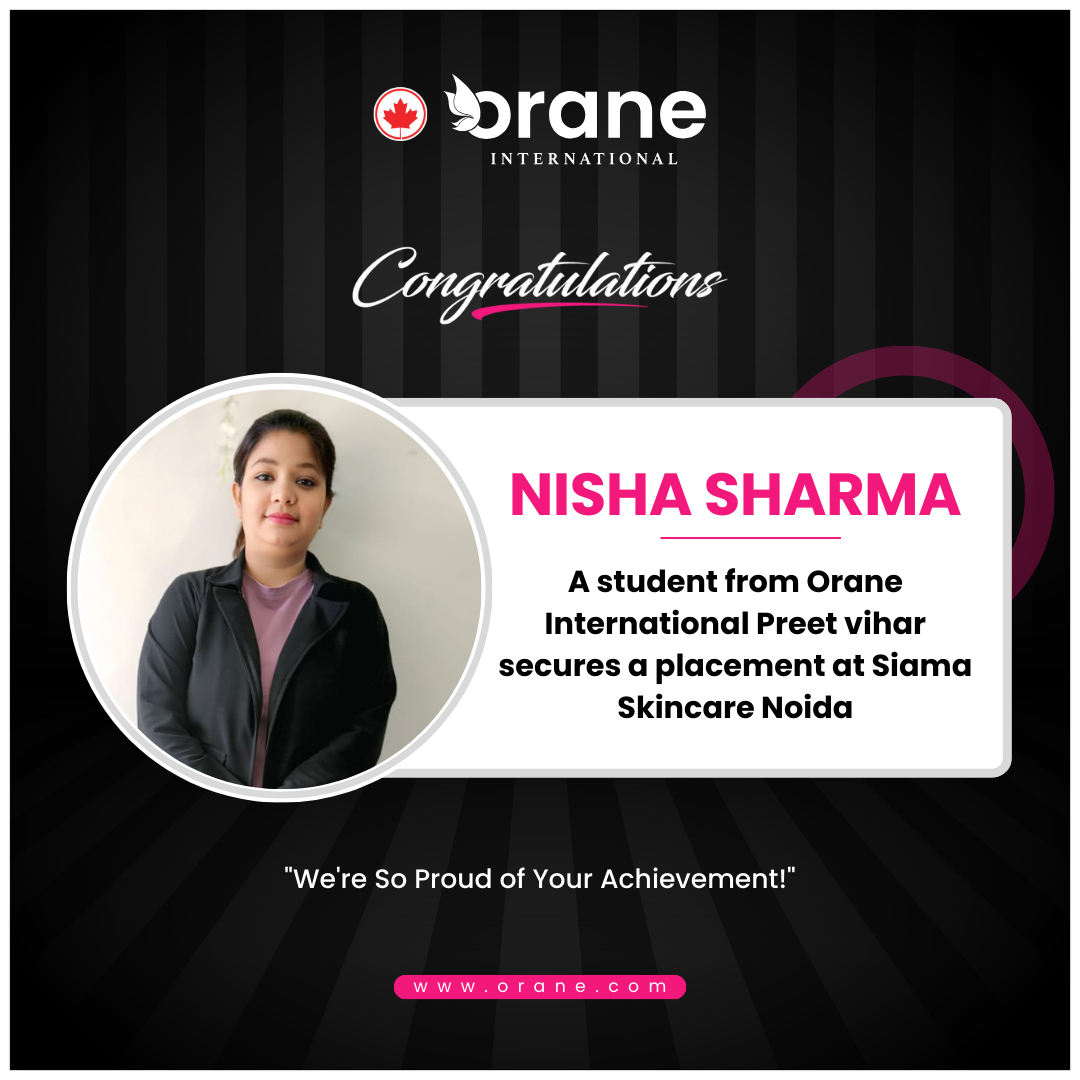 orane
INTERNATIONAL
Congratulations
NISHA SHARMA
A student from Orane
International Preet vihar
secures a placement at Siama
Skincare Noida
"We're So Proud of Your Achievement!"
www.orane.com